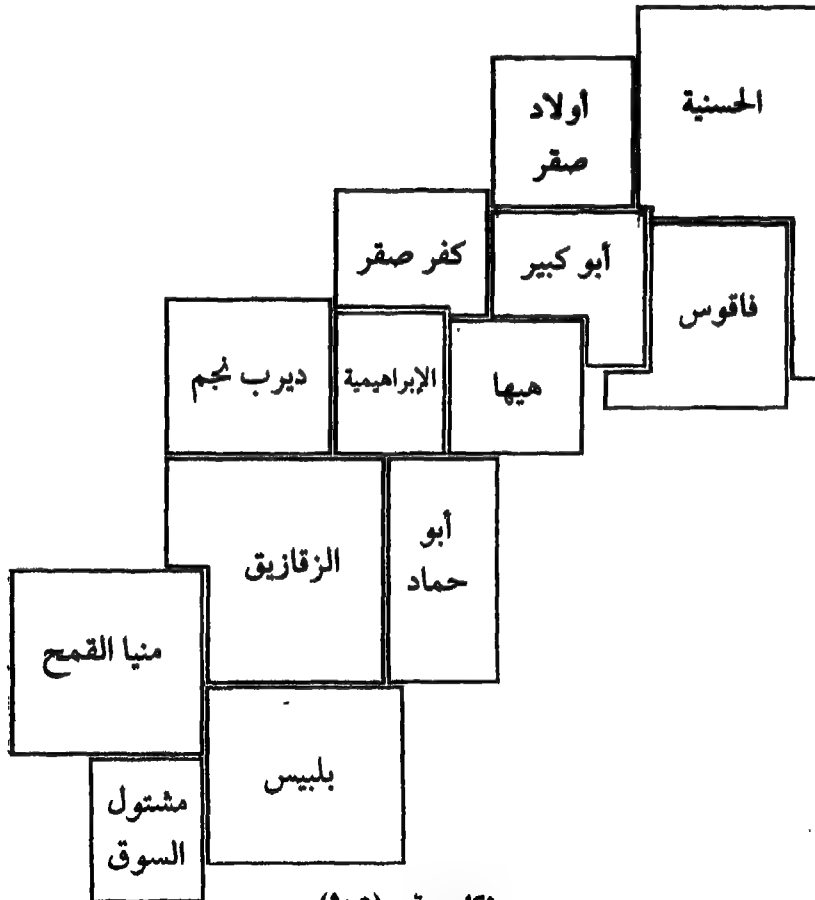 الحسنية
أولاد
صقر
كفر صقر
أبو كبير
فاقوس
ديرب نجم
الإبراهيمية
هيها
أبو
حماد
الزقازيق
منيا القمح
بلبيس
مشتول
السوق